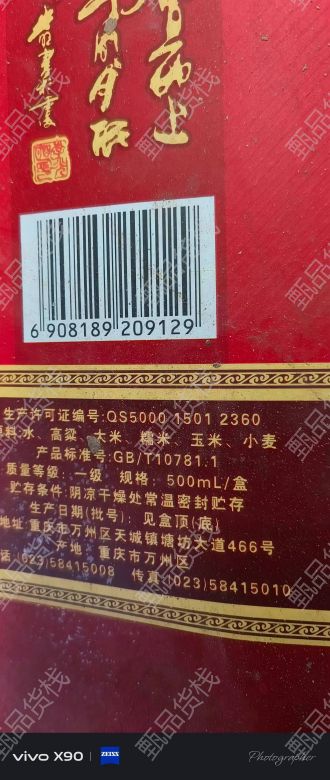 6 908189 209129
生产许可证编号:QS5000 1501 2360
料:水、高粱、大米、糯米、玉米、小麦
产品标准号:GB/T10781.1
质量等级:一级 规格:500mL/盒
贮存条件:阴凉干燥处常温密封贮存
生产日期(批号):见盒顶(底)
地址:重庆市万州区天城镇塘坊大道466号
产地:重庆市万州区
话:(023)58415008 传真:(023)58415010
甄品货栈
vivo X90 | ZEISS
Photographer